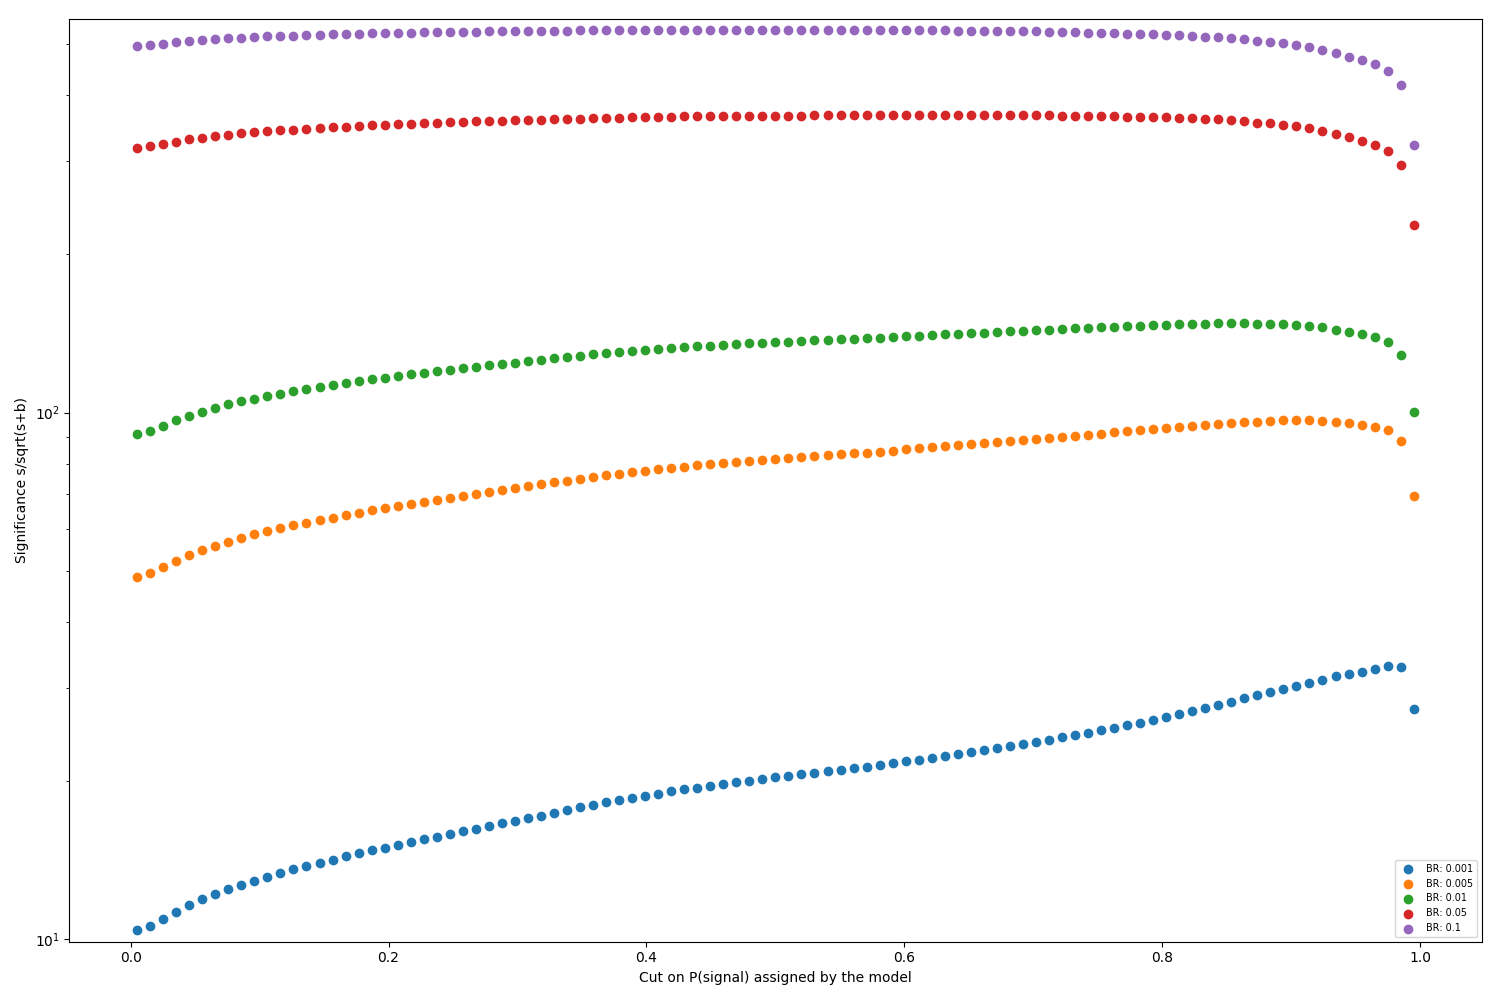 Significance s/sqrt(s+b)
10²
10¹
0.0 0.2 0.4 0.6 0.8 1.0
Cut on P(signal) assigned by the model
BR: 0.001
BR: 0.005
BR: 0.01
BR: 0.05
BR: 0.1